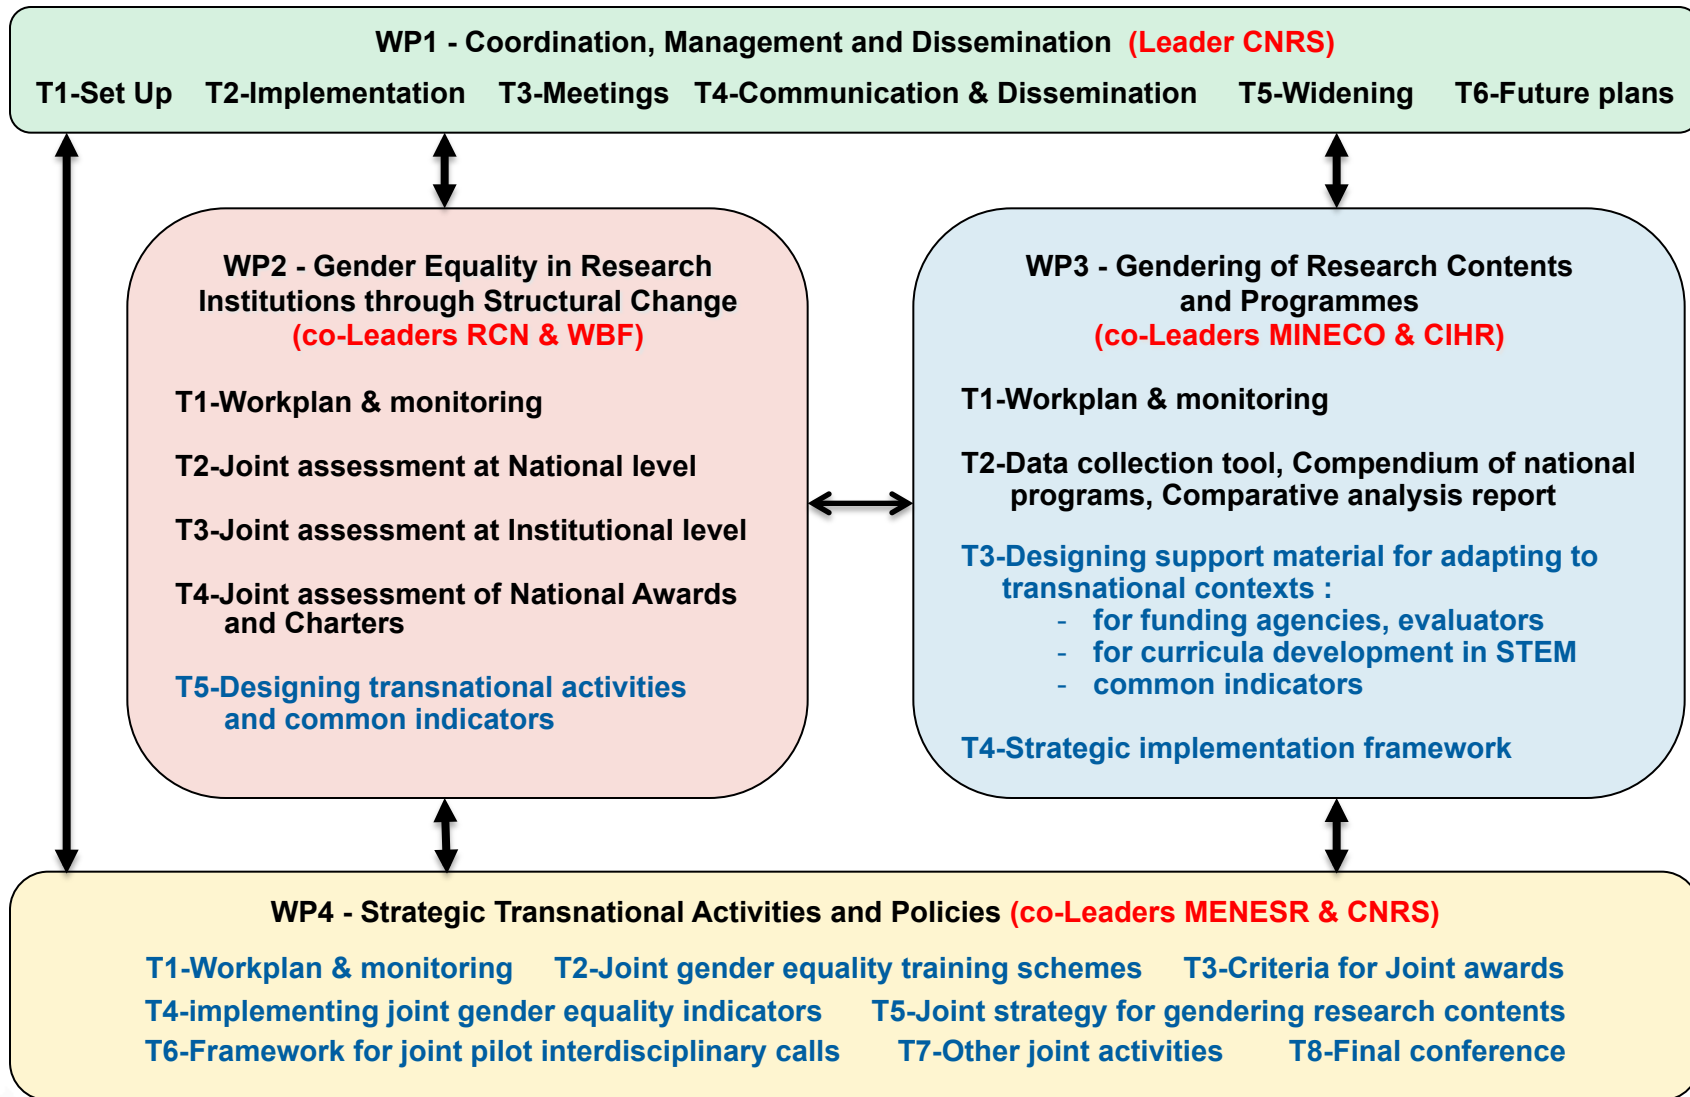 WP1 - Coordination, Management and Dissemination (Leader CNRS)
T1-Set Up T2-Implementation T3-Meetings T4-Communication & Dissemination T5-Widening T6-Future plans
WP2 - Gender Equality in Research
Institutions through Structural Change
(co-Leaders RCN & WBF)
T1-Workplan & monitoring
T2-Joint assessment at National level
T3-Joint assessment at Institutional level
T4-Joint assessment of National Awards
and Charters
T5-Designing transnational activities
and common indicators
WP3 - Gendering of Research Contents
and Programmes
(co-Leaders MINECO & CIHR)
T1-Workplan & monitoring
T2-Data collection tool, Compendium of national
programs, Comparative analysis report
T3-Designing support material for adapting to
transnational contexts :
- for funding agencies, evaluators
- for curricula development in STEM
- common indicators
T4-Strategic implementation framework
WP4 - Strategic Transnational Activities and Policies (co-Leaders MENESR & CNRS)
T1-Workplan & monitoring T2-Joint gender equality training schemes T3-Criteria for Joint awards
T4-implementing joint gender equality indicators T5-Joint strategy for gendering research contents
T6-Framework for joint pilot interdisciplinary calls T7-Other joint activities T8-Final conference